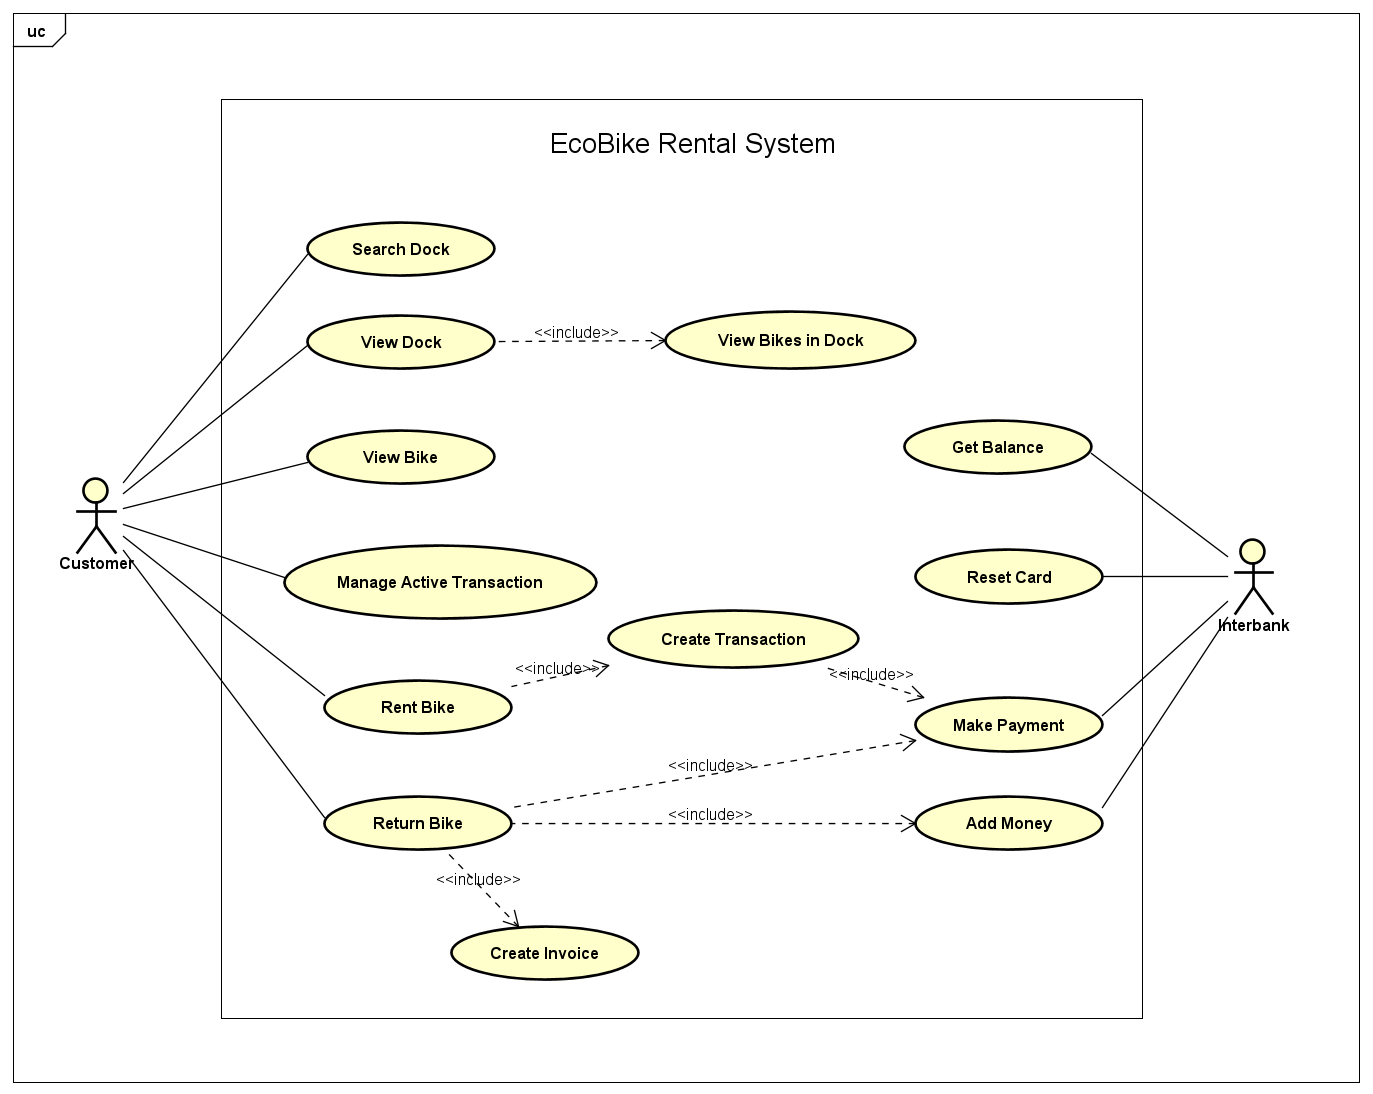 uc
EcoBike Rental System
Search Dock
View Dock
<<include>>
View Bikes in Dock
View Bike
Get Balance
Customer
Manage Active Transaction
Reset Card
Interbank
Create Transaction
<<include>>
<<include>>
Rent Bike
Make Payment
<<include>>
<<include>>
Return Bike
Add Money
<<include>>
Create Invoice